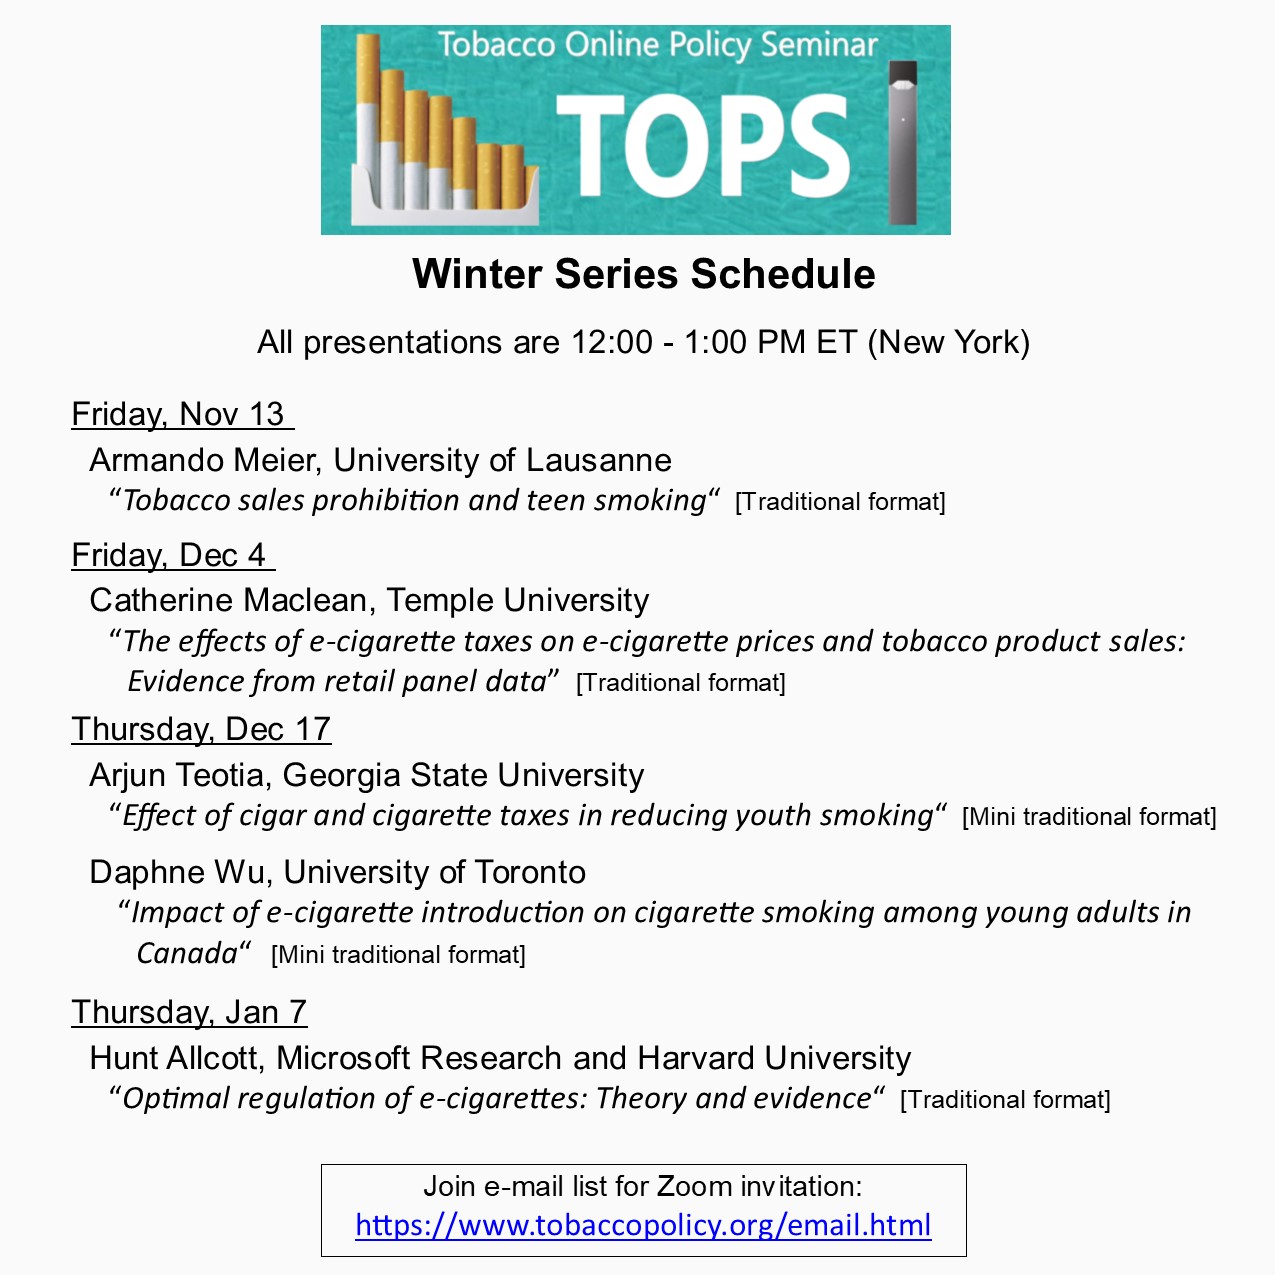 Tobacco Online Policy Seminar
TOPS
Winter Series Schedule
All presentations are 12:00 - 1:00 PM ET (New York)
Friday, Nov 13
Armando Meier, University of Lausanne
“Tobacco sales prohibition and teen smoking“ [Traditional format]
Friday, Dec 4
Catherine Maclean, Temple University
“The effects of e-cigarette taxes on e-cigarette prices and tobacco product sales:
Evidence from retail panel data” [Traditional format]
Thursday, Dec 17
Arjun Teotia, Georgia State University
“Effect of cigar and cigarette taxes in reducing youth smoking“ [Mini traditional format]
Daphne Wu, University of Toronto
“Impact of e-cigarette introduction on cigarette smoking among young adults in
Canada“ [Mini traditional format]
Thursday, Jan 7
Hunt Allcott, Microsoft Research and Harvard University
“Optimal regulation of e-cigarettes: Theory and evidence“ [Traditional format]
Join e-mail list for Zoom invitation:
https://www.tobaccopolicy.org/email.html